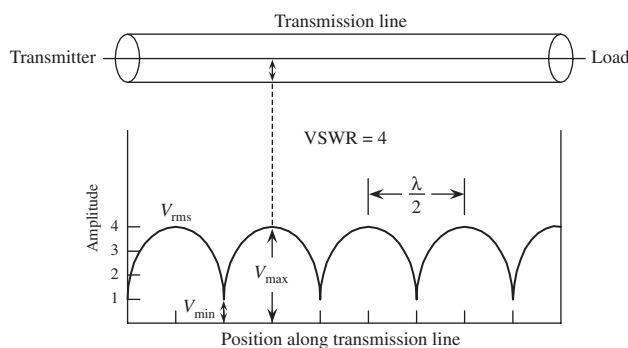 Transmission line
Transmitter
Load
VSWR = 4
λ
2
Amplitude
4
3
2
1
Vrms
Vmax
Vmin
Position along transmission line